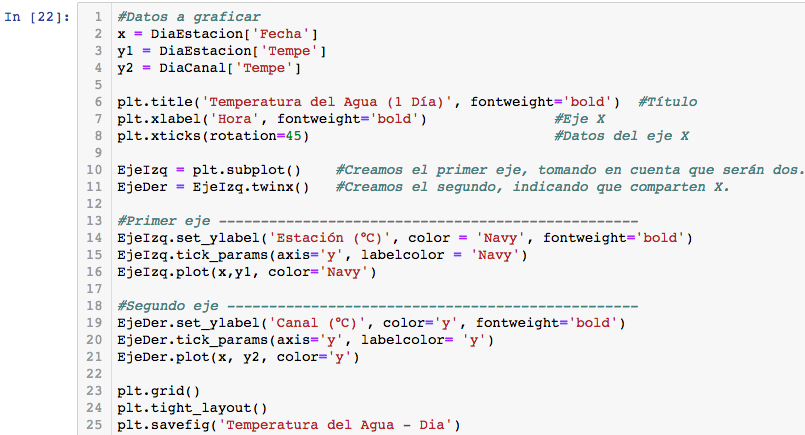 In [22]:
1 #Datos a graficar
2 x = DiaEstacion['Fecha']
3 y1 = DiaEstacion['Tempe']
4 y2 = DiaCanal['Tempe']
5
6 plt.title('Temperatura del Agua (1 Día)', fontweight='bold')  #Título
7 plt.xlabel('Hora', fontweight='bold')               #Eje X
8 plt.xticks(rotation=45)                             #Datos del eje X
9
10 EjeIzq = plt.subplot()    #Creamos el primer eje, tomando en cuenta que serán dos.
11 EjeDer = EjeIzq.twinx()   #Creamos el segundo, indicando que comparten X.
12
13 #Primer eje --------------------------------------------------
14 EjeIzq.set_ylabel('Estación (°C)', color = 'Navy', fontweight='bold')
15 EjeIzq.tick_params(axis='y', labelcolor = 'Navy')
16 EjeIzq.plot(x,y1, color='Navy')
17
18 #Segundo eje -------------------------------------------------
19 EjeDer.set_ylabel('Canal (°C)', color='y', fontweight='bold')
20 EjeDer.tick_params(axis='y', labelcolor= 'y')
21 EjeDer.plot(x, y2, color='y')
22
23 plt.grid()
24 plt.tight_layout()
25 plt.savefig('Temperatura del Agua - Dia')